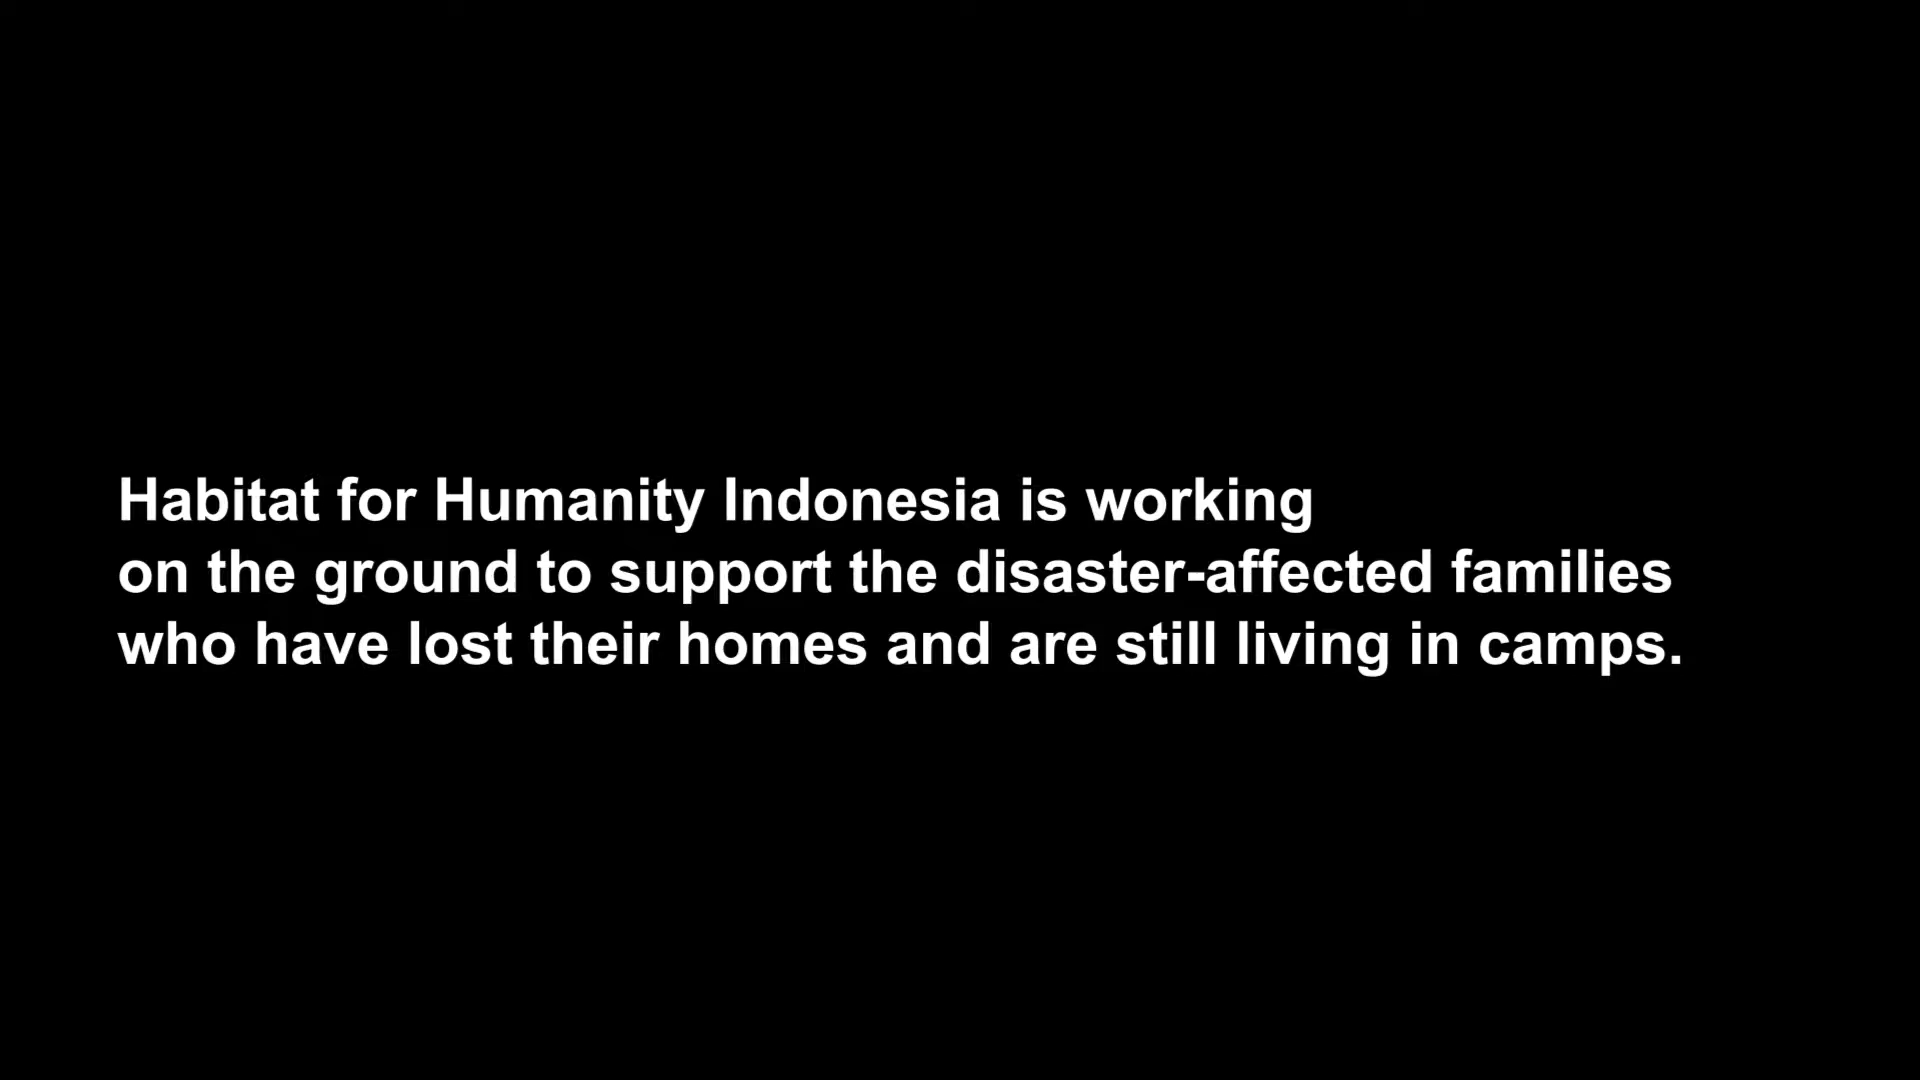 Habitat for Humanity Indonesia is working
on the ground to support the disaster-affected families
who have lost their homes and are still living in camps.